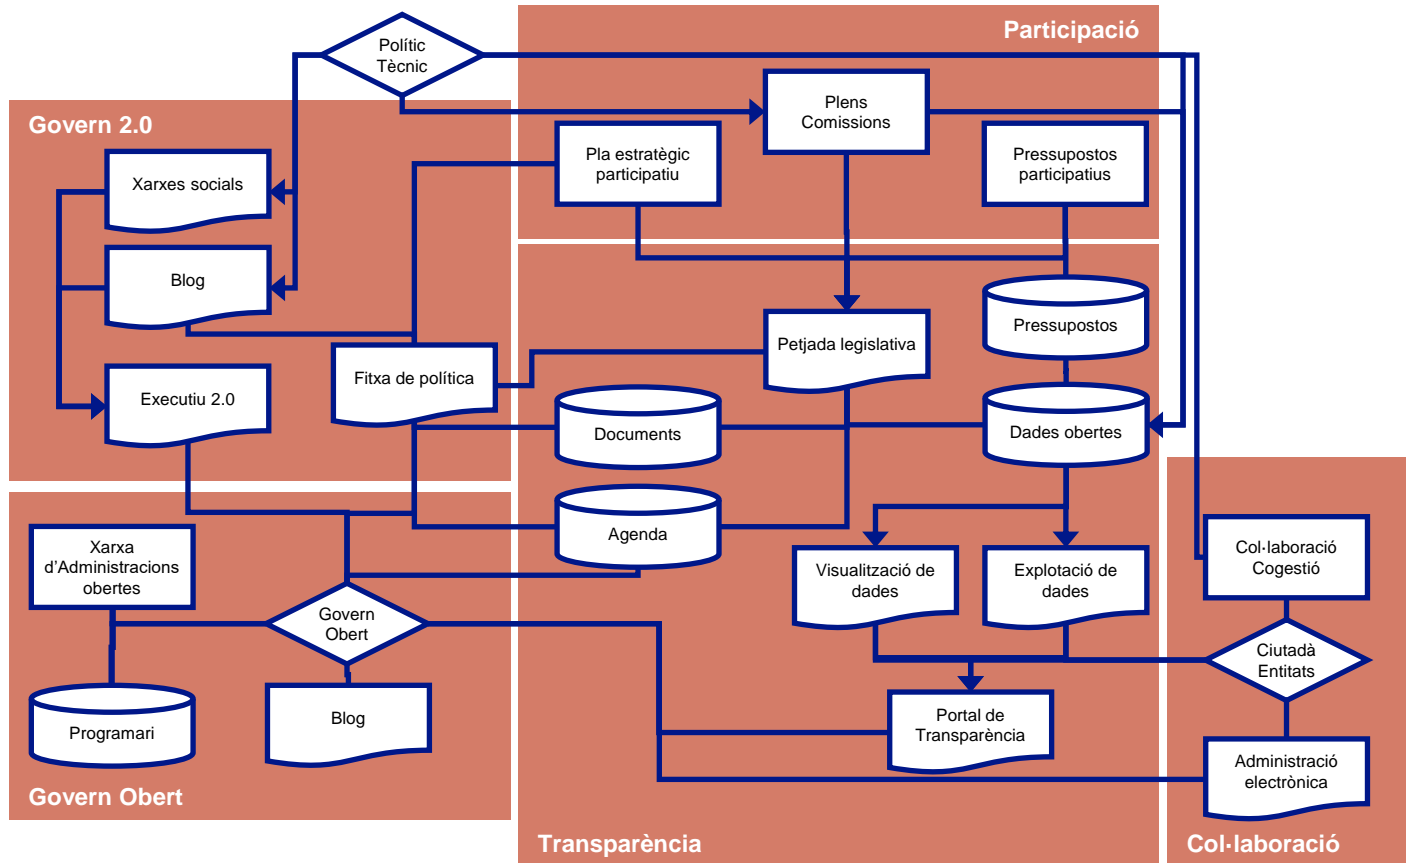 Participació
Polític
Tècnic
Plens
Comissions
Govern 2.0
Pla estratègic
participatiu
Pressupostos
participatius
Xarxes socials
Blog
Pressupostos
Petjada legislativa
Fitxa de política
Executiu 2.0
Documents
Dades obertes
Agenda
Xarxa
d’Administracions
obertes
Visualització de
dades
Explotació de
dades
Col·laboració
Cogestió
Govern
Obert
Ciutadà
Entitats
Programari
Blog
Portal de
Transparència
Administració
electrònica
Govern Obert
Transparència
Col·laboració